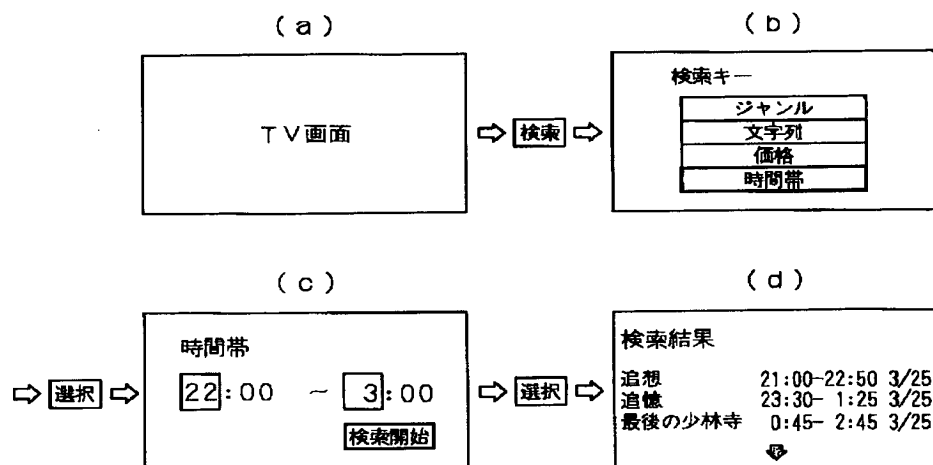 (a)
TV画面
検索
(b)
検索キー
ジャンル
文字列
価格
時間帯
選択
(c)
時間帯
22:00 ~ 3:00
検索開始
選択
(d)
検索結果
追想 21:00-22:50 3/25
追憶 23:30- 1:25 3/25
最後の少林寺 0:45- 2:45 3/25